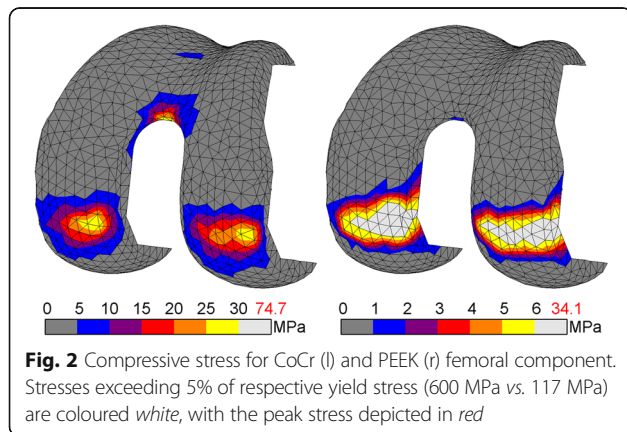 0 5 10 15 20 25 30 74.7 MPa
0 1 2 3 4 5 6 34.1 MPa
Fig. 2 Compressive stress for CoCr (l) and PEEK (r) femoral component.
Stresses exceeding 5% of respective yield stress (600 MPa vs. 117 MPa)
are coloured white, with the peak stress depicted in red